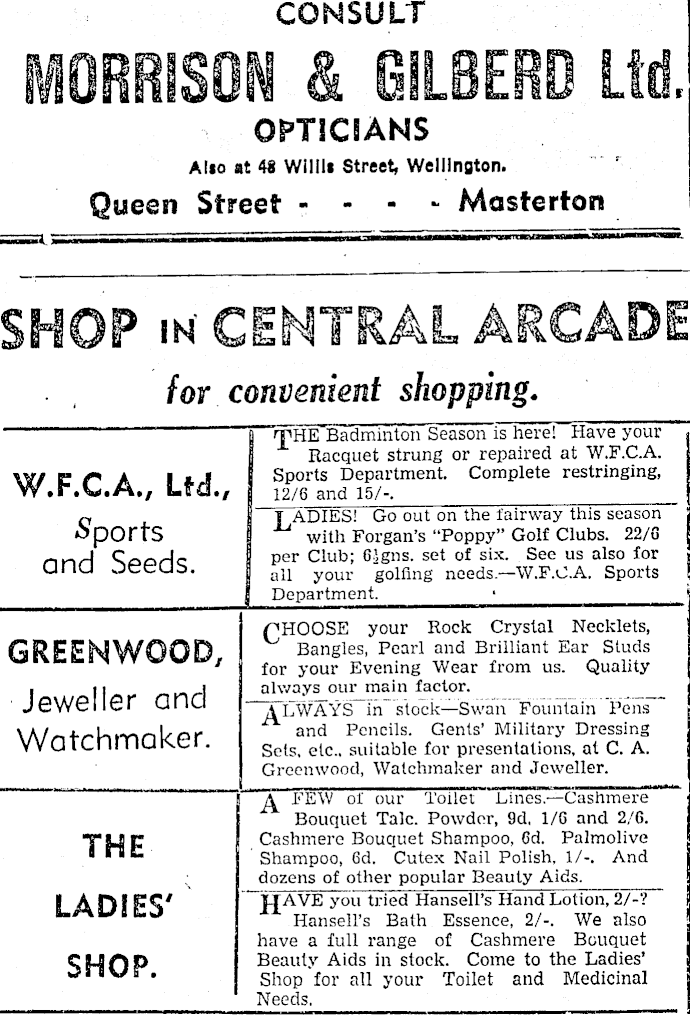 CONSULT
MORRISON & GILBERD Ltd.
OPTICIANS
Also at 48 Willis Street, Wellington.
Queen Street - - - - Masterton
SHOP IN CENTRAL ARCADE
for convenient shopping.
W.F.C.A., Ltd.,
Sports
and Seeds.
THE Badminton Season is here! Have your
Racquet strung or repaired at W.F.C.A.
Sports Department. Complete restringing,
12/6 and 15/-.
LADIES! Go out on the fairway this season
with Forgan's "Poppy" Golf Clubs. 22/6
per Club; 6½gns. set of six. See us also for
all your golfing needs.—W.F.C.A. Sports
Department.
GREENWOOD,
Jeweller and
Watchmaker.
CHOOSE your Rock Crystal Necklets,
Bangles, Pearl and Brilliant Ear Studs
for your Evening Wear from us. Quality
always our main factor.
ALWAYS in stock—Swan Fountain Pens
and Pencils. Gents' Military Dressing
Sets, etc., suitable for presentations, at C. A.
Greenwood, Watchmaker and Jeweller.
THE
LADIES'
SHOP.
A FEW of our Toilet Lines.—Cashmere
Bouquet Talc. Powder, 9d, 1/6 and 2/6.
Cashmere Bouquet Shampoo, 6d. Palmolive
Shampoo, 6d. Cutex Nail Polish, 1/-. And
dozens of other popular Beauty Aids.
HAVE you tried Hansell's Hand Lotion, 2/-?
Hansell's Bath Essence, 2/-. We also
have a full range of Cashmere Bouquet
Beauty Aids in stock. Come to the Ladies'
Shop for all your Toilet and Medicinal
Needs.